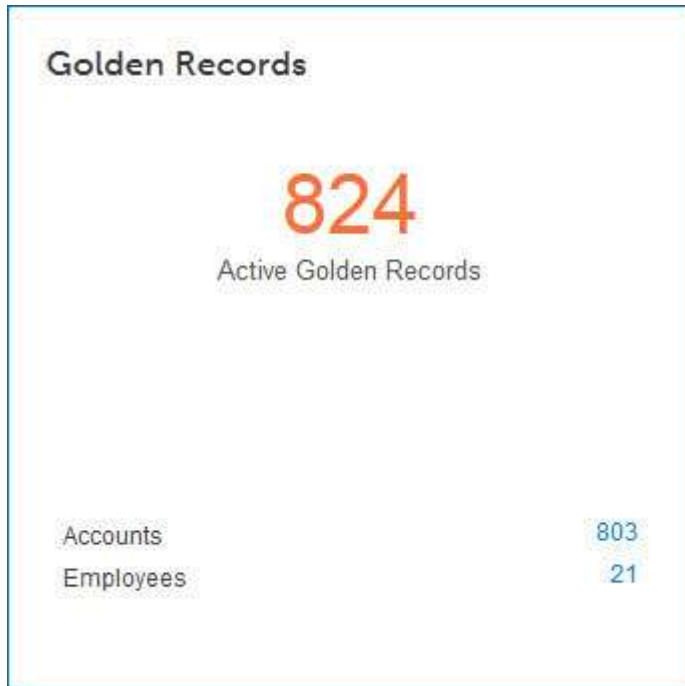 Golden Records
824
Active Golden Records
Accounts 803
Employees 21